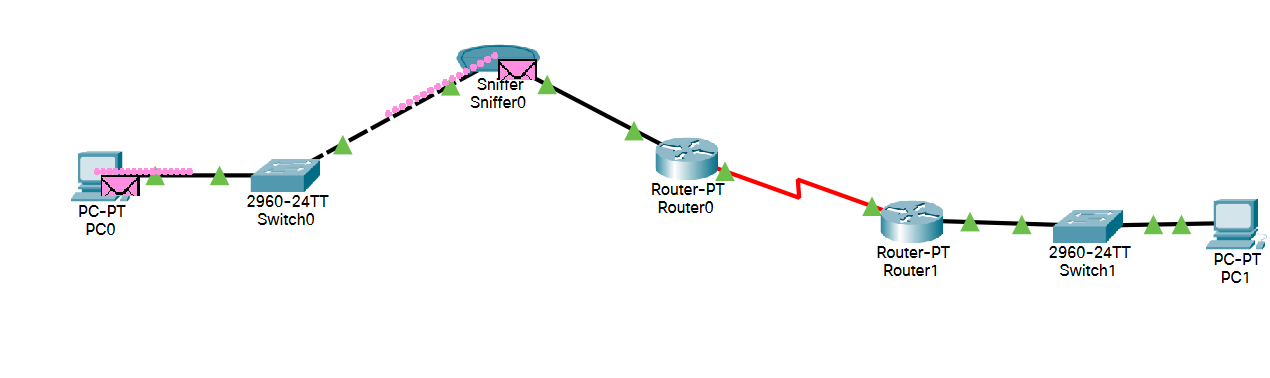 Sniffer
Sniffer0
PC-PT
PC0
2960-24TT
Switch0
Router-PT
Router0
Router-PT
Router1
2960-24TT
Switch1
PC-PT
PC1